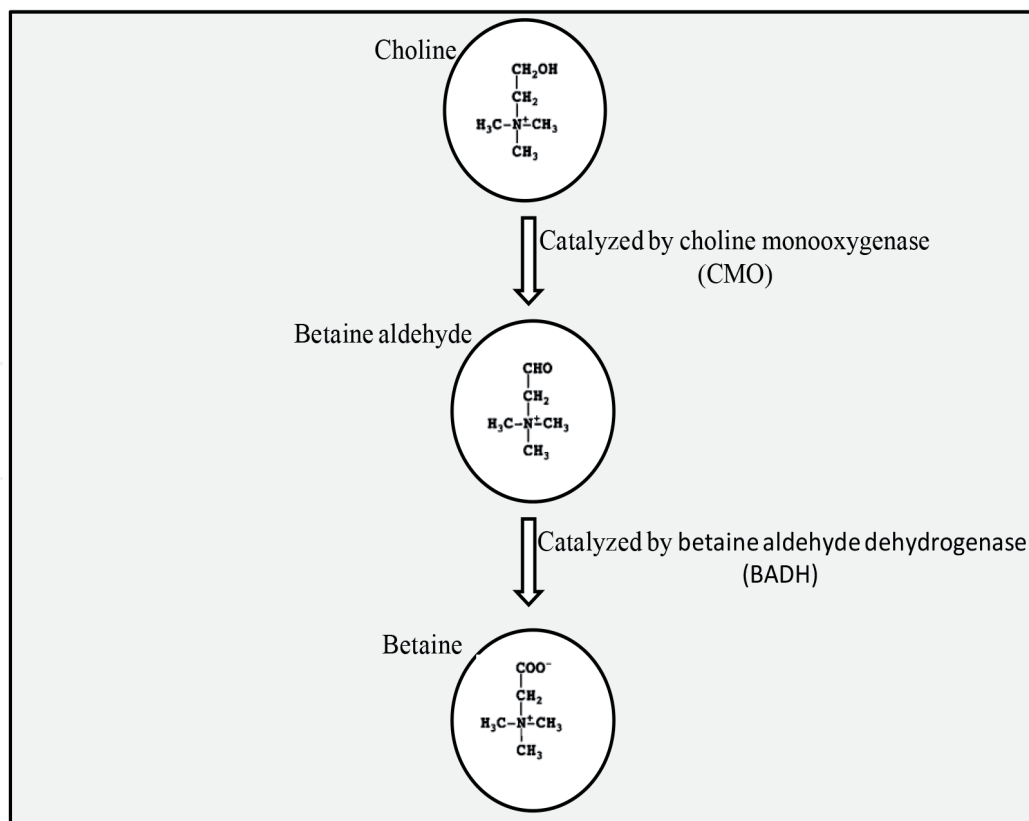 Choline
CH₂OH
CH₂
H₃C-N⁺-CH₃
CH₃
Catalyzed by choline monooxygenase
(CMO)
Betaine aldehyde
CHO
CH₂
H₃C-N⁺-CH₃
CH₃
Catalyzed by betaine aldehyde dehydrogenase
(BADH)
Betaine
COO⁻
CH₂
H₃C-N⁺-CH₃
CH₃